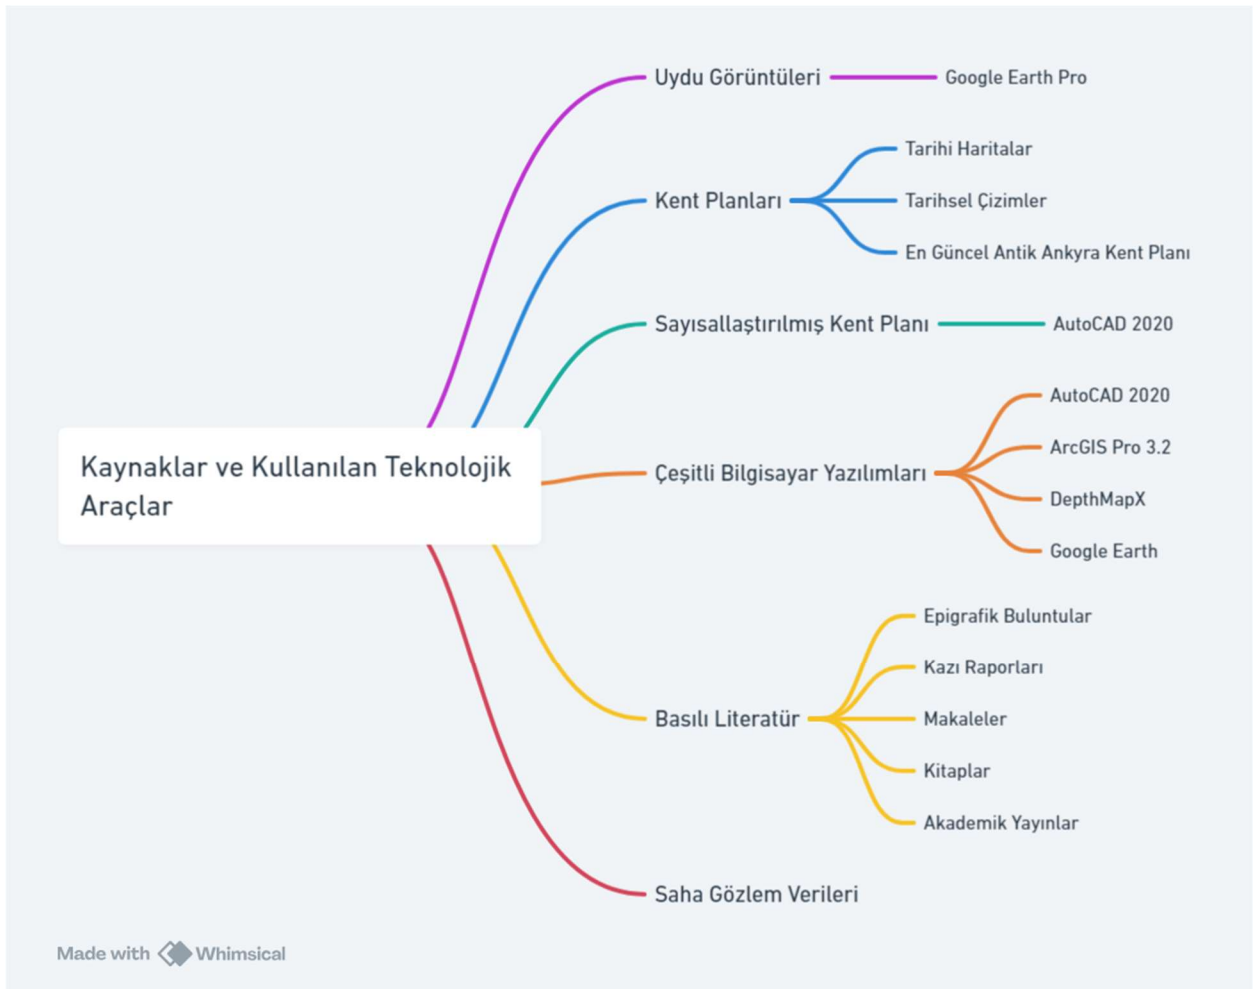 Uydu Görüntüleri
Google Earth Pro
Kent Planları
Tarihi Haritalar
Tarihsel Çizimler
En Güncel Antik Ankyra Kent Planı
Sayısallaştırılmış Kent Planı
AutoCAD 2020
Kaynaklar ve Kullanılan Teknolojik
Araçlar
Çeşitli Bilgisayar Yazılımları
AutoCAD 2020
ArcGIS Pro 3.2
DepthMapX
Google Earth
Basılı Literatür
Epigrafik Buluntular
Kazı Raporları
Makaleler
Kitaplar
Akademik Yayınlar
Saha Gözlem Verileri
Made with Whimsical